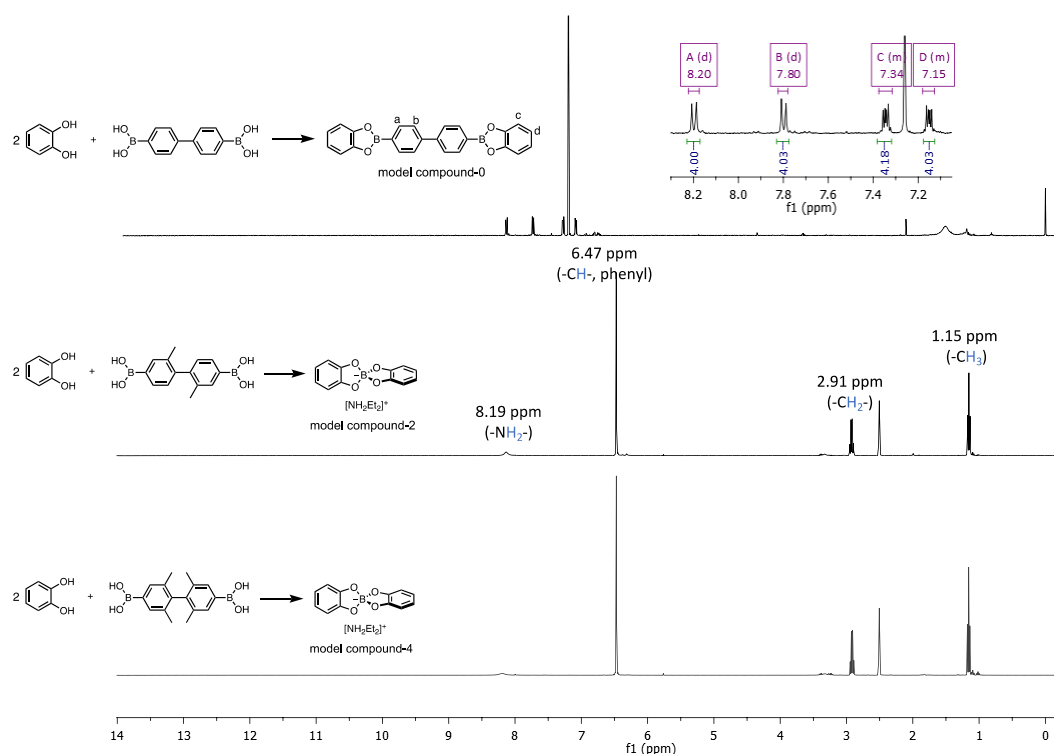 A (d)
8.20
B (d)
7.80
C (m)
7.34
D (m)
7.15
4.00
4.03
4.18
4.03
8.2 8.0 7.8 7.6 7.4 7.2
f1 (ppm)
2 OH OH + HO B HO OH B OH
O B O a b O B O c d
model compound-0
6.47 ppm
(-CH-, phenyl)
2 OH OH + HO B HO OH B OH
O O B O O
[NH2Et2]+
model compound-2
8.19 ppm
(-NH2-)
2.91 ppm
(-CH2-)
1.15 ppm
(-CH3)
2 OH OH + HO B HO OH B OH
O O B O O
[NH2Et2]+
model compound-4
14 13 12 11 10 9 8 7 6 5 4 3 2 1 0
f1 (ppm)